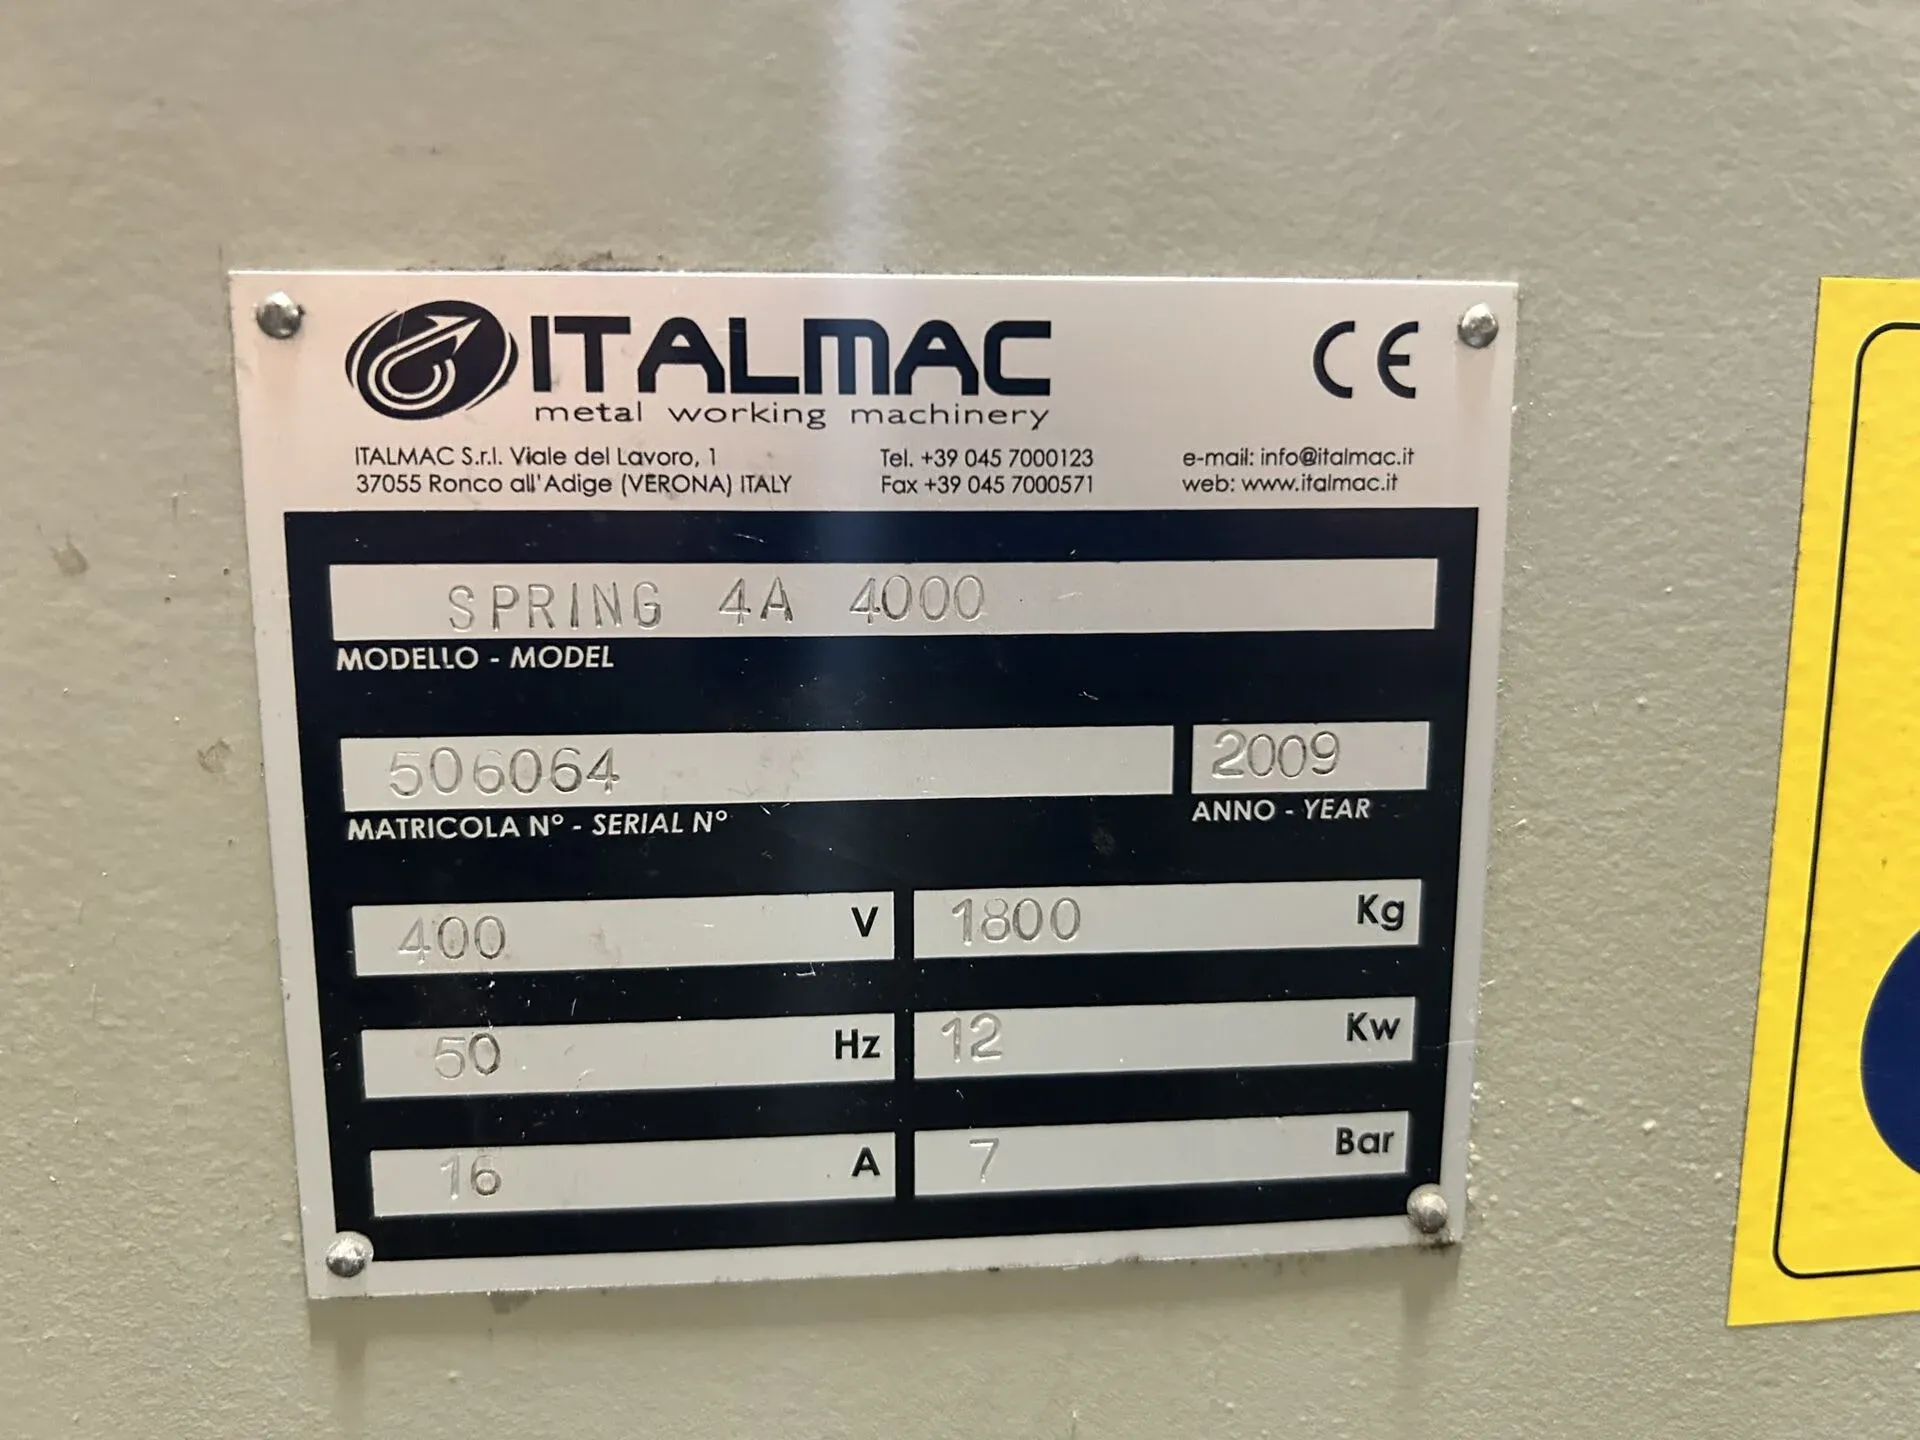 ITALMAC
metal working machinery
CE
ITALMAC S.r.l. Viale del Lavoro, 1
37055 Ronco all'Adige (VERONA) ITALY
Tel. +39 045 7000123
Fax +39 045 7000571
e-mail: info@italmac.it
web: www.italmac.it
SPRING 4A 4000
MODELLO - MODEL
506064
MATRICOLA N° - SERIAL N°
2009
ANNO - YEAR
400 V
1800 Kg
50 Hz
12 Kw
16 A
7 Bar